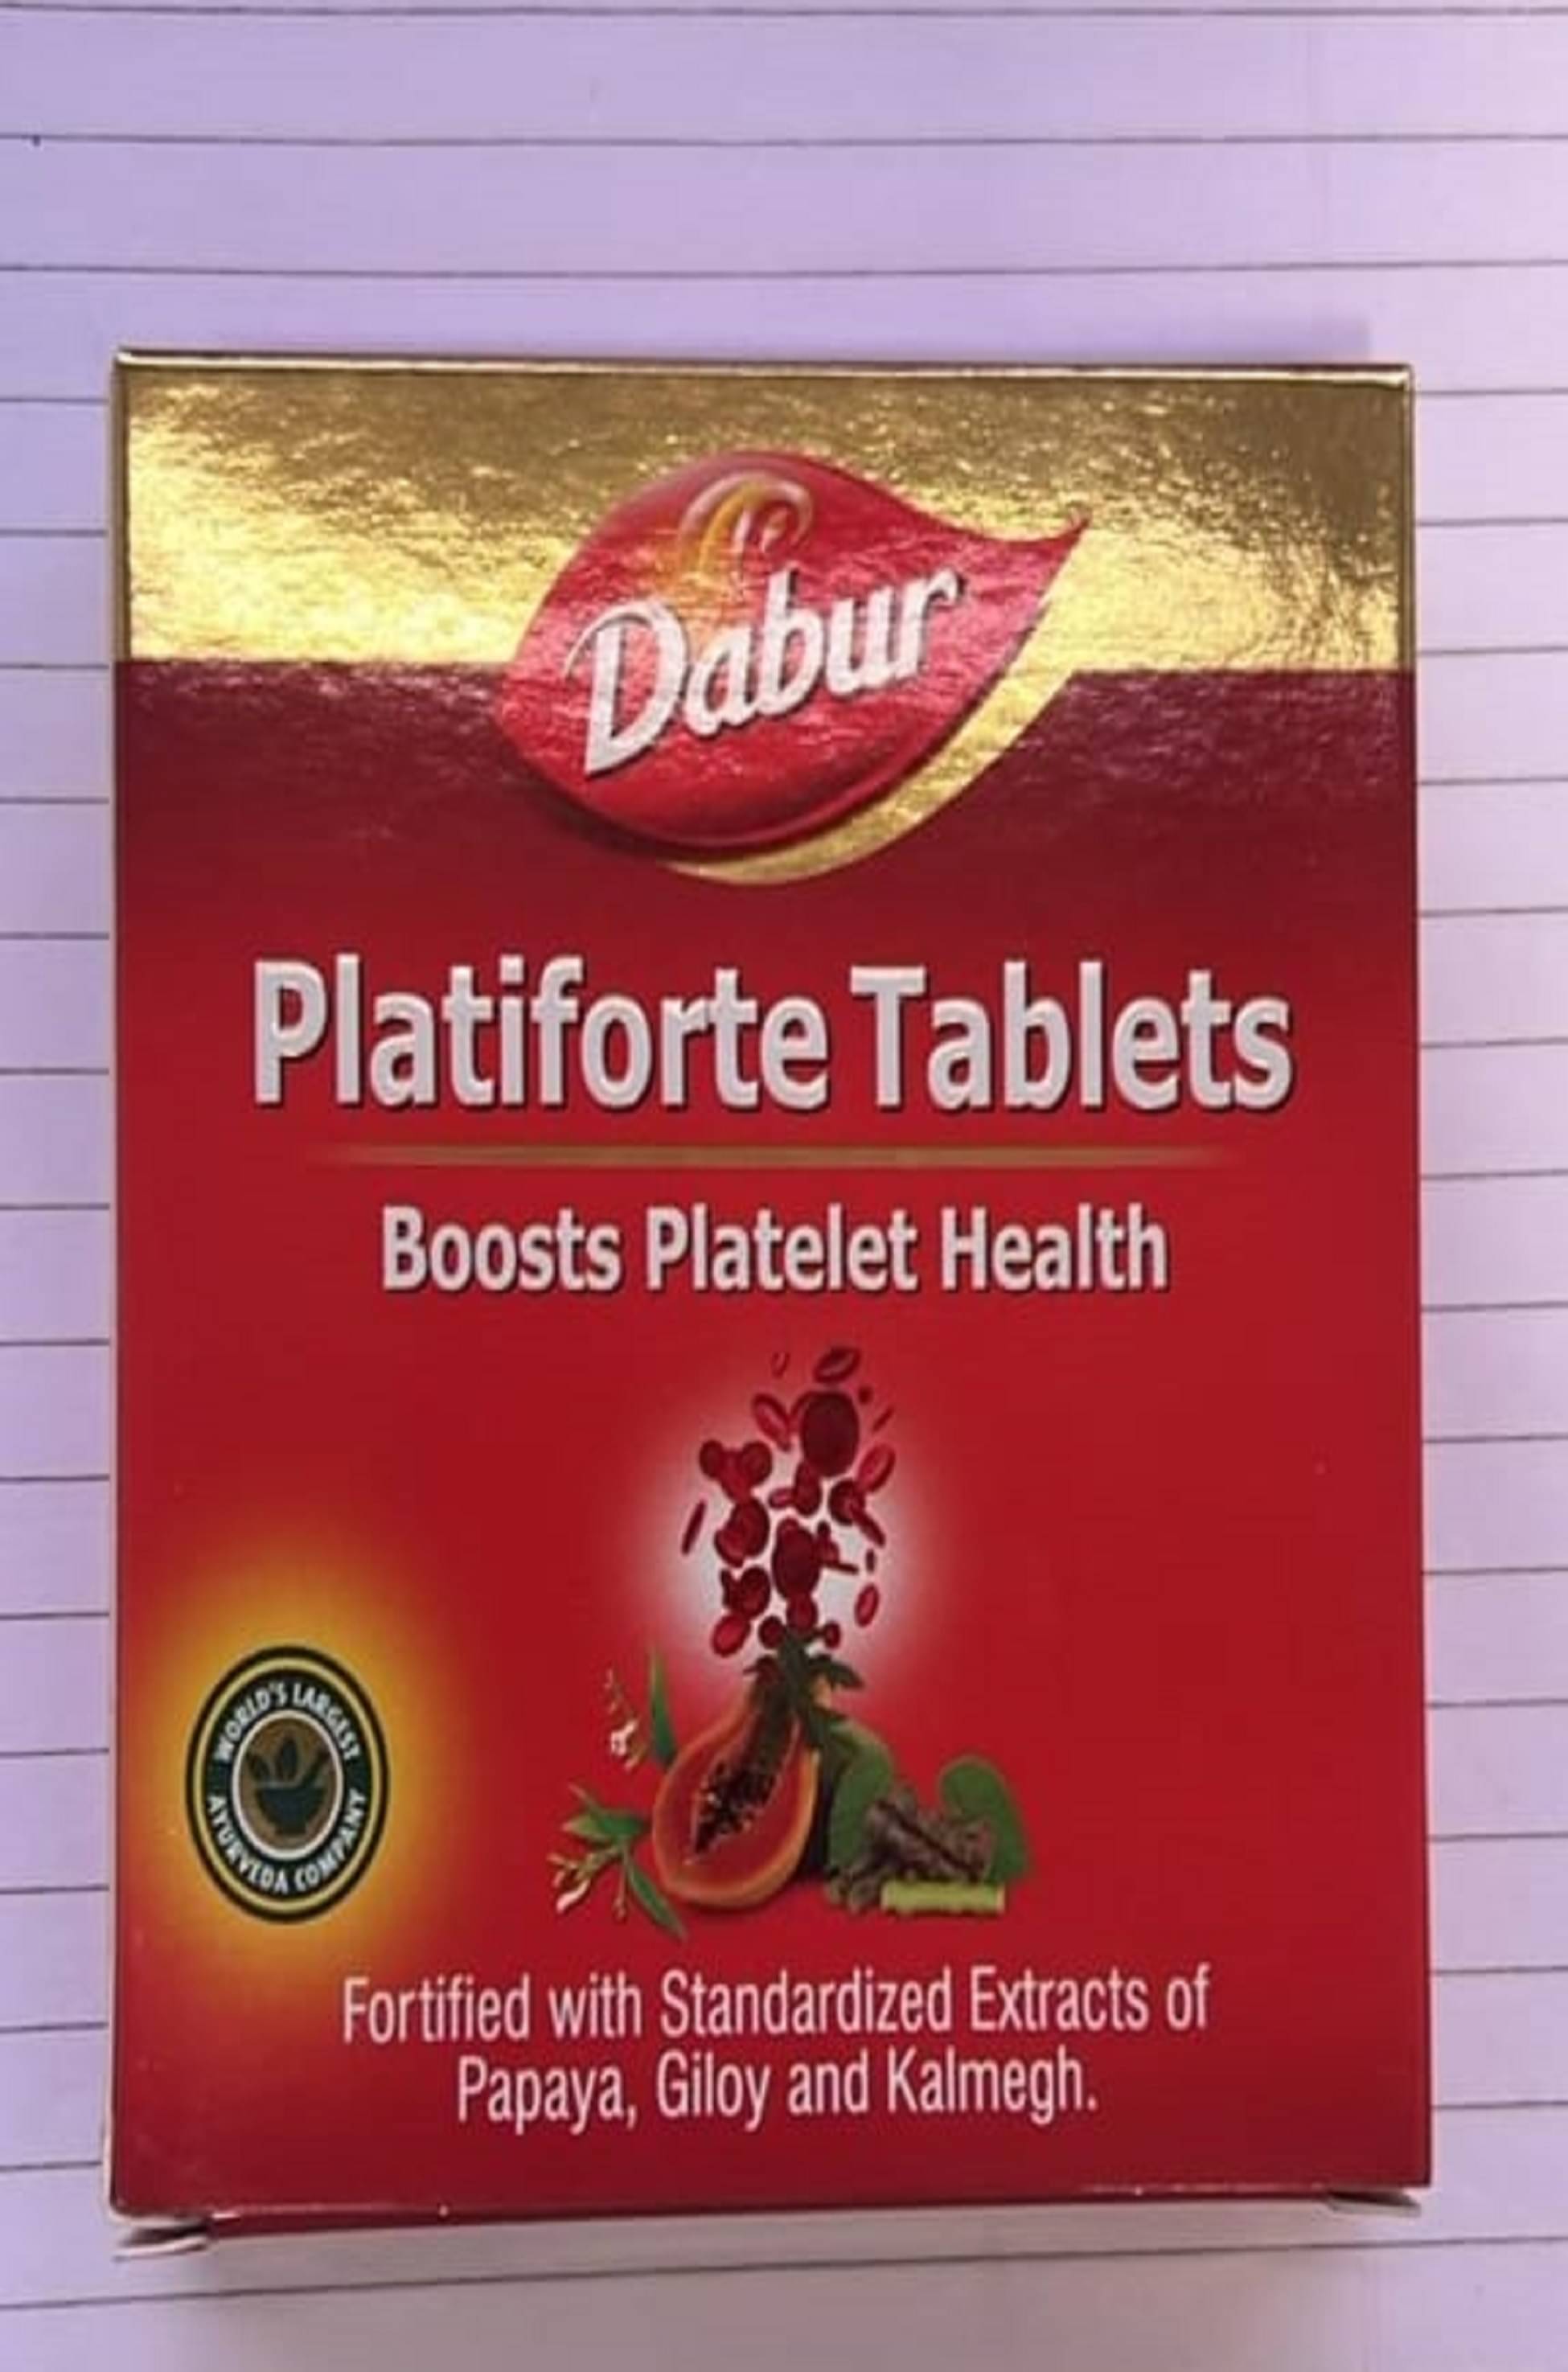 Dabur
Platiforte Tablets
Boosts Platelet Health
WORLD'S LARGEST
AYURVEDA COMPANY
Fortified with Standardized Extracts of
Papaya, Giloy and Kalmegh.